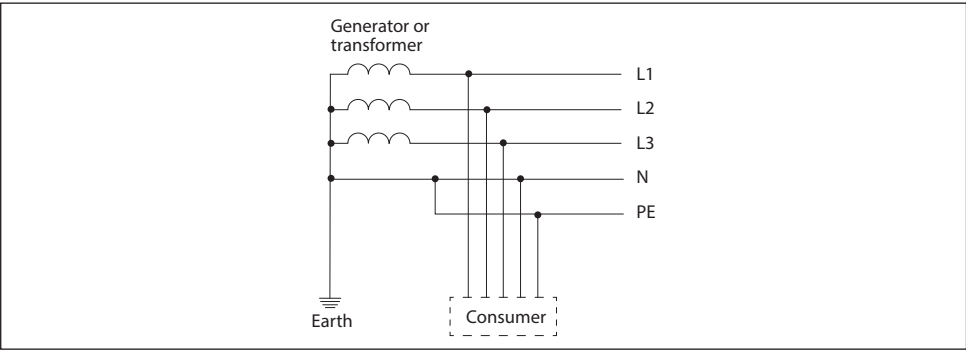 Generator or
transformer
L1
L2
L3
N
PE
Earth
Consumer